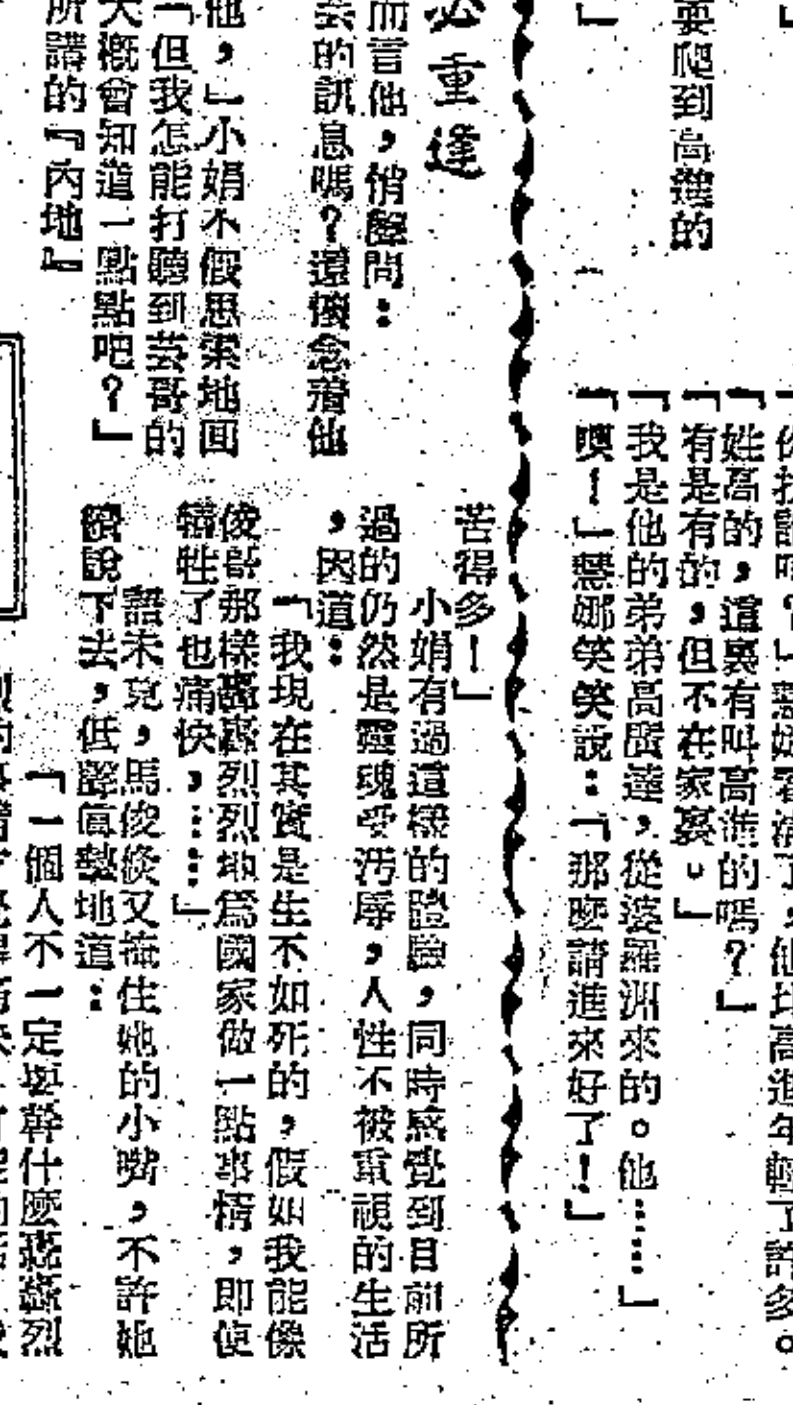 」
要爬到高進的
」
「姓高的，這裏有叫高進的嗎？」
「有是有的，但不在家裏。」
「我是他的弟弟高廣達，從婆羅洲來的。他……」
「噢！」慧娜笑笑說：「那麼請進來好了！」
必重逢
而言他，悄聲問：
芸的訊息嗎？還懷念着他
他，」小娟不假思索地回
「但我怎能打聽到芸哥的
大概會知道一點點吧？」
所講的『內地』
苦得多！」
小娟有過這樣的體驗，同時感覺到目前所
過的仍然是靈魂受汚辱，人性不被重視的生活
，因道：
「我現在其實是生不如死的，假如我能像
俊哥那樣轟轟烈烈地爲國家做一點事情，即使
犧牲了也痛快，……」
語未竟，馬俊倏又掩住她的小嘴，不許她
續說下去，低聲眞摯地道：
「一個人不一定要幹什麼轟轟烈